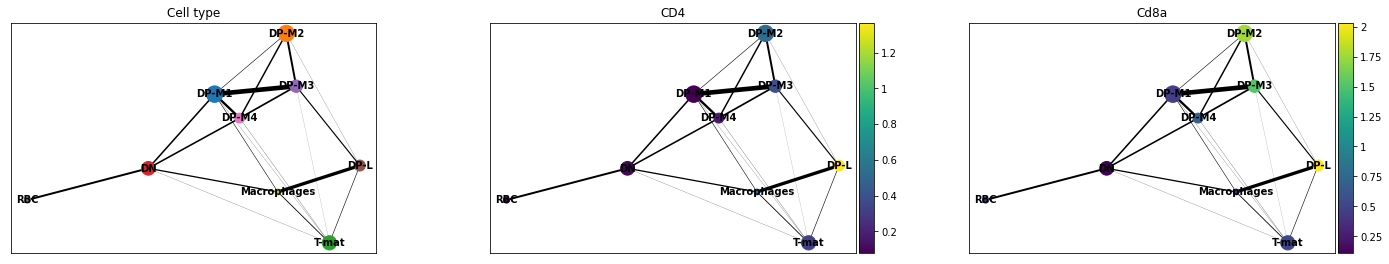 Cell type
DP-M2
DP-M3
DP-M1
DP-M4
DP-L
DN
Macrophages
RBC
T-mat
CD4
DP-M2
DP-M3
DP-M1
DP-M4
DP-L
Macrophages
RBC
T-mat
1.2
1
0.8
0.6
0.4
0.2
Cd8a
DP-M2
DP-M3
DP-M1
DP-M4
DP-L
Macrophages
RBC
T-mat
2
1.75
1.5
1.25
1
0.75
0.5
0.25